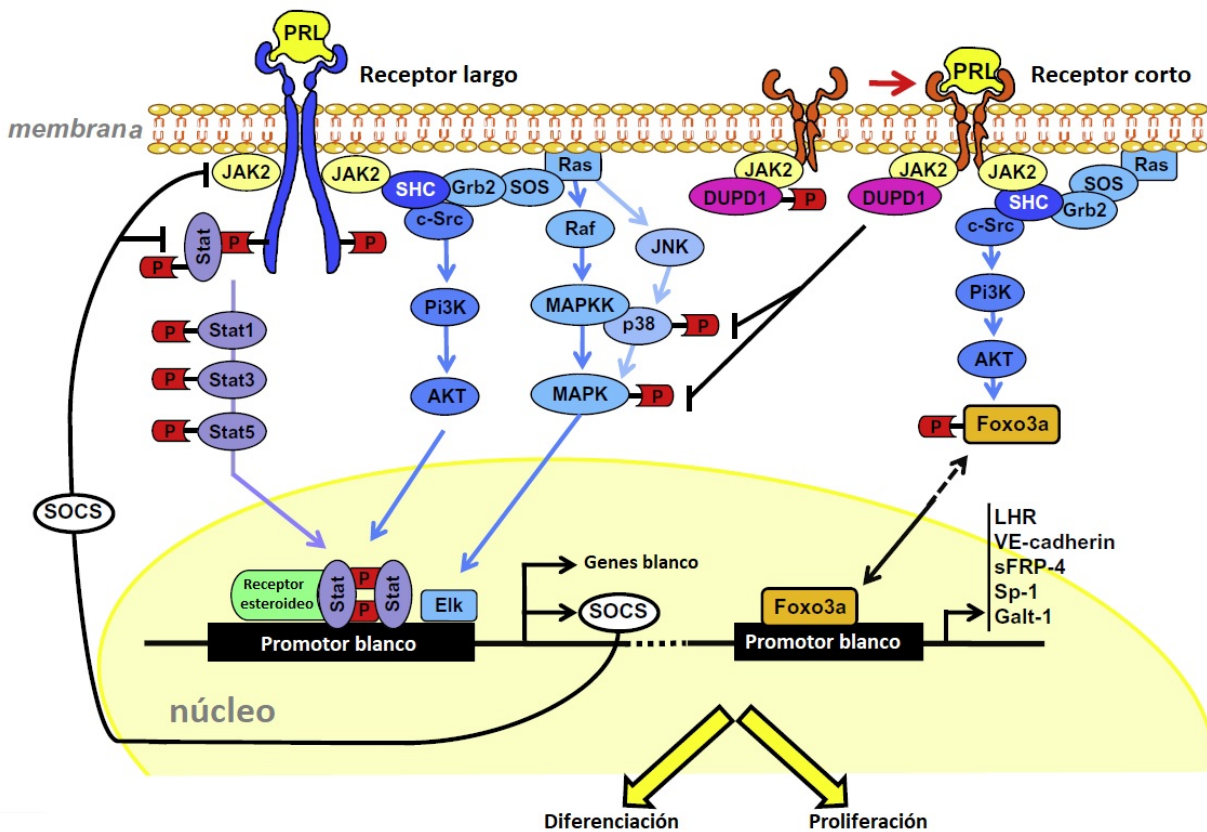 PRL
Receptor largo
PRL
Receptor corto
membrana
JAK2
JAK2
SHC
Grb2
SOS
Ras
c-Src
Raf
JNK
JAK2
DUPD1
P
JAK2
DUPD1
JAK2
SHC
Grb2
SOS
Ras
c-Src
Stat
P
P
P
Pi3K
MAPKK
p38
P
Pi3K
P
Stat1
P
Stat3
P
Stat5
AKT
MAPK
P
AKT
P
Foxo3a
SOCS
LHR
VE-cadherin
sFRP-4
Sp-1
Galt-1
Receptor
esteroideo
Stat
P
P
Stat
Elk
Genes blanco
SOCS
Foxo3a
Promotor blanco
Promotor blanco
núcleo
Diferenciación
Proliferación